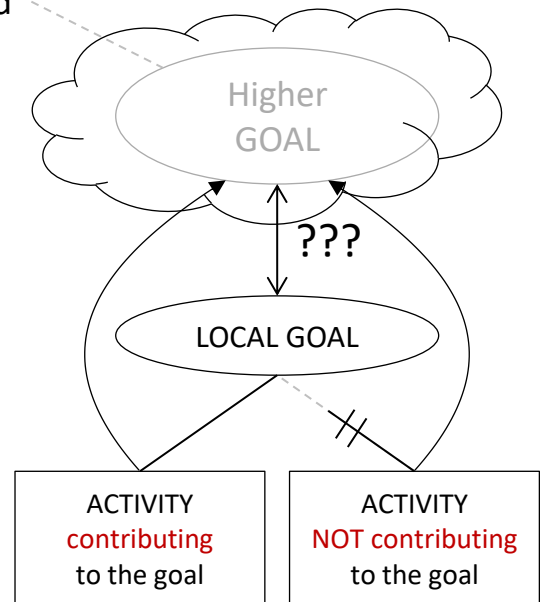 Higher
GOAL
???
LOCAL GOAL
ACTIVITY
contributing
to the goal
ACTIVITY
NOT contributing
to the goal